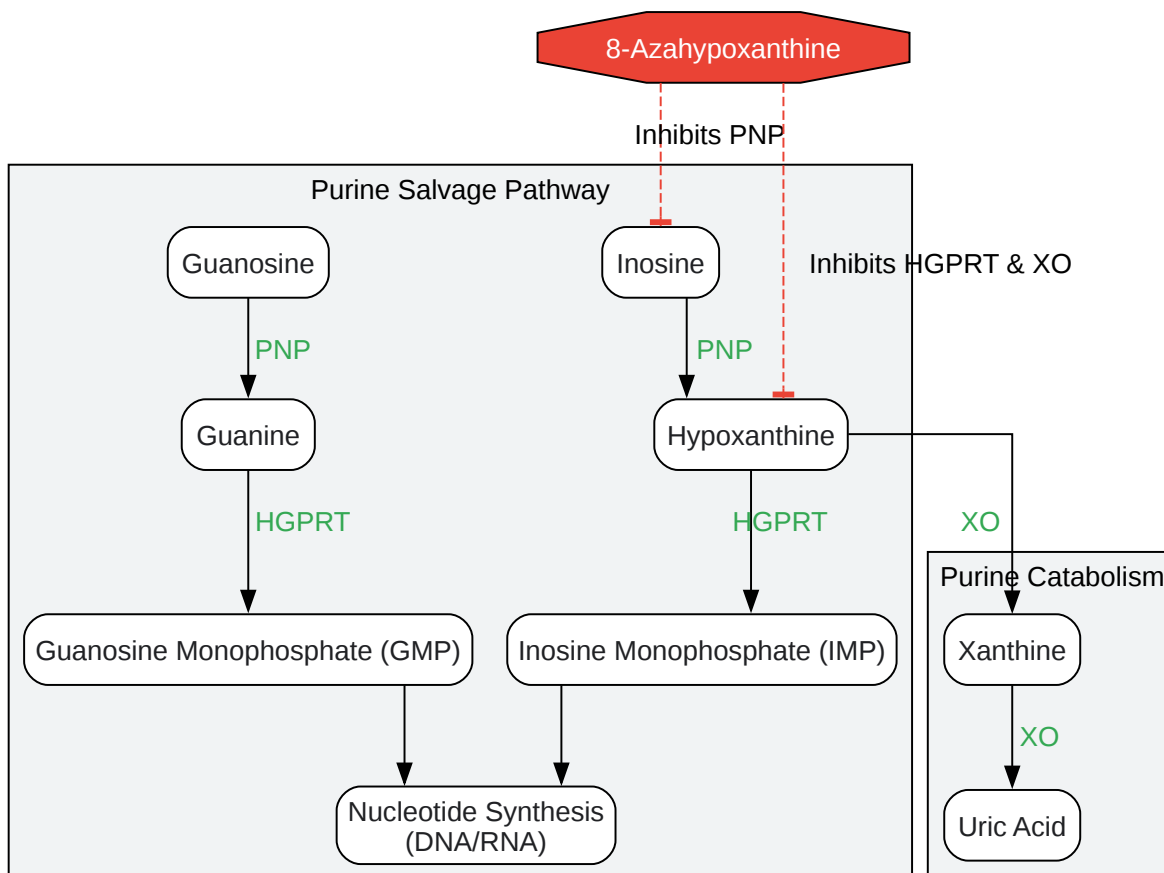 8-Azahypoxanthine
Inhibits PNP
Purine Salvage Pathway
Guanosine
Inosine
Inhibits HGPRT & XO
PNP
PNP
Guanine
Hypoxanthine
HGPRT
HGPRT
XO
Purine Catabolism
Guanosine Monophosphate (GMP)
Inosine Monophosphate (IMP)
Xanthine
XO
Nucleotide Synthesis
(DNA/RNA)
Uric Acid